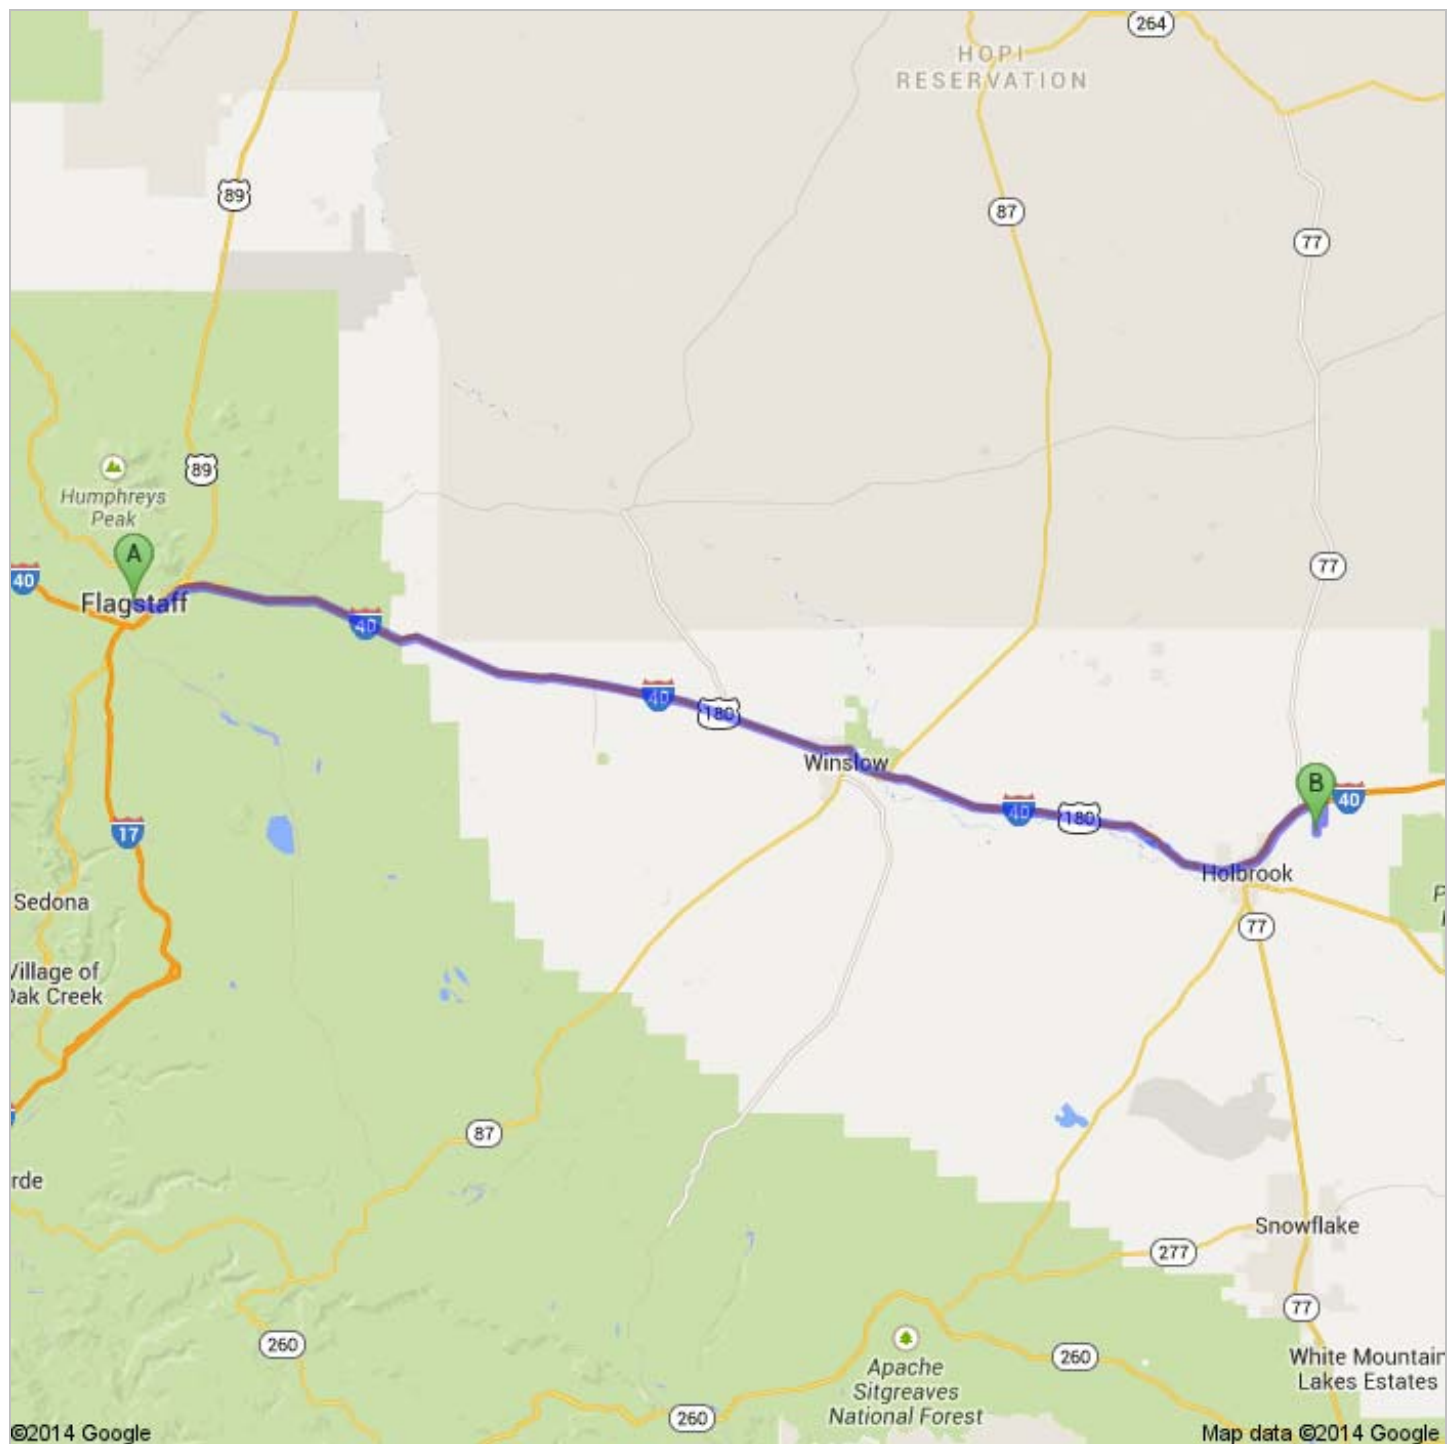 264
HOPI
RESERVATION
89
87
77
89
Humphreys
Peak
A
77
40
Flagstaff
40
40
180
Winslow
B
40
40
180
17
Holbrook
Sedona
77
Village of
Oak Creek
87
rde
Snowflake
277
77
260
Apache
Sitgreaves
National Forest
260
White Mountain
Lakes Estates
260
©2014 Google
Map data ©2014 Google